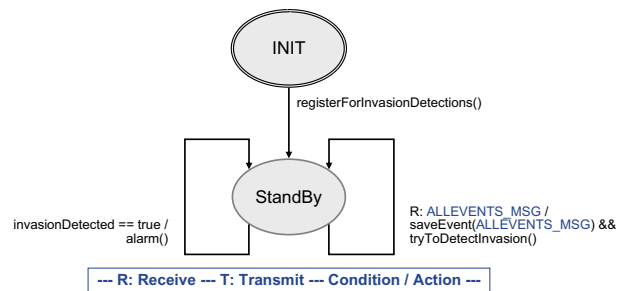 INIT
registerForInvasionDetections()
StandBy
invasionDetected == true /
alarm()
R: ALLEVENTS_MSG /
saveEvent(ALLEVENTS_MSG) &&
tryToDetectInvasion()
--- R: Receive --- T: Transmit --- Condition / Action ---